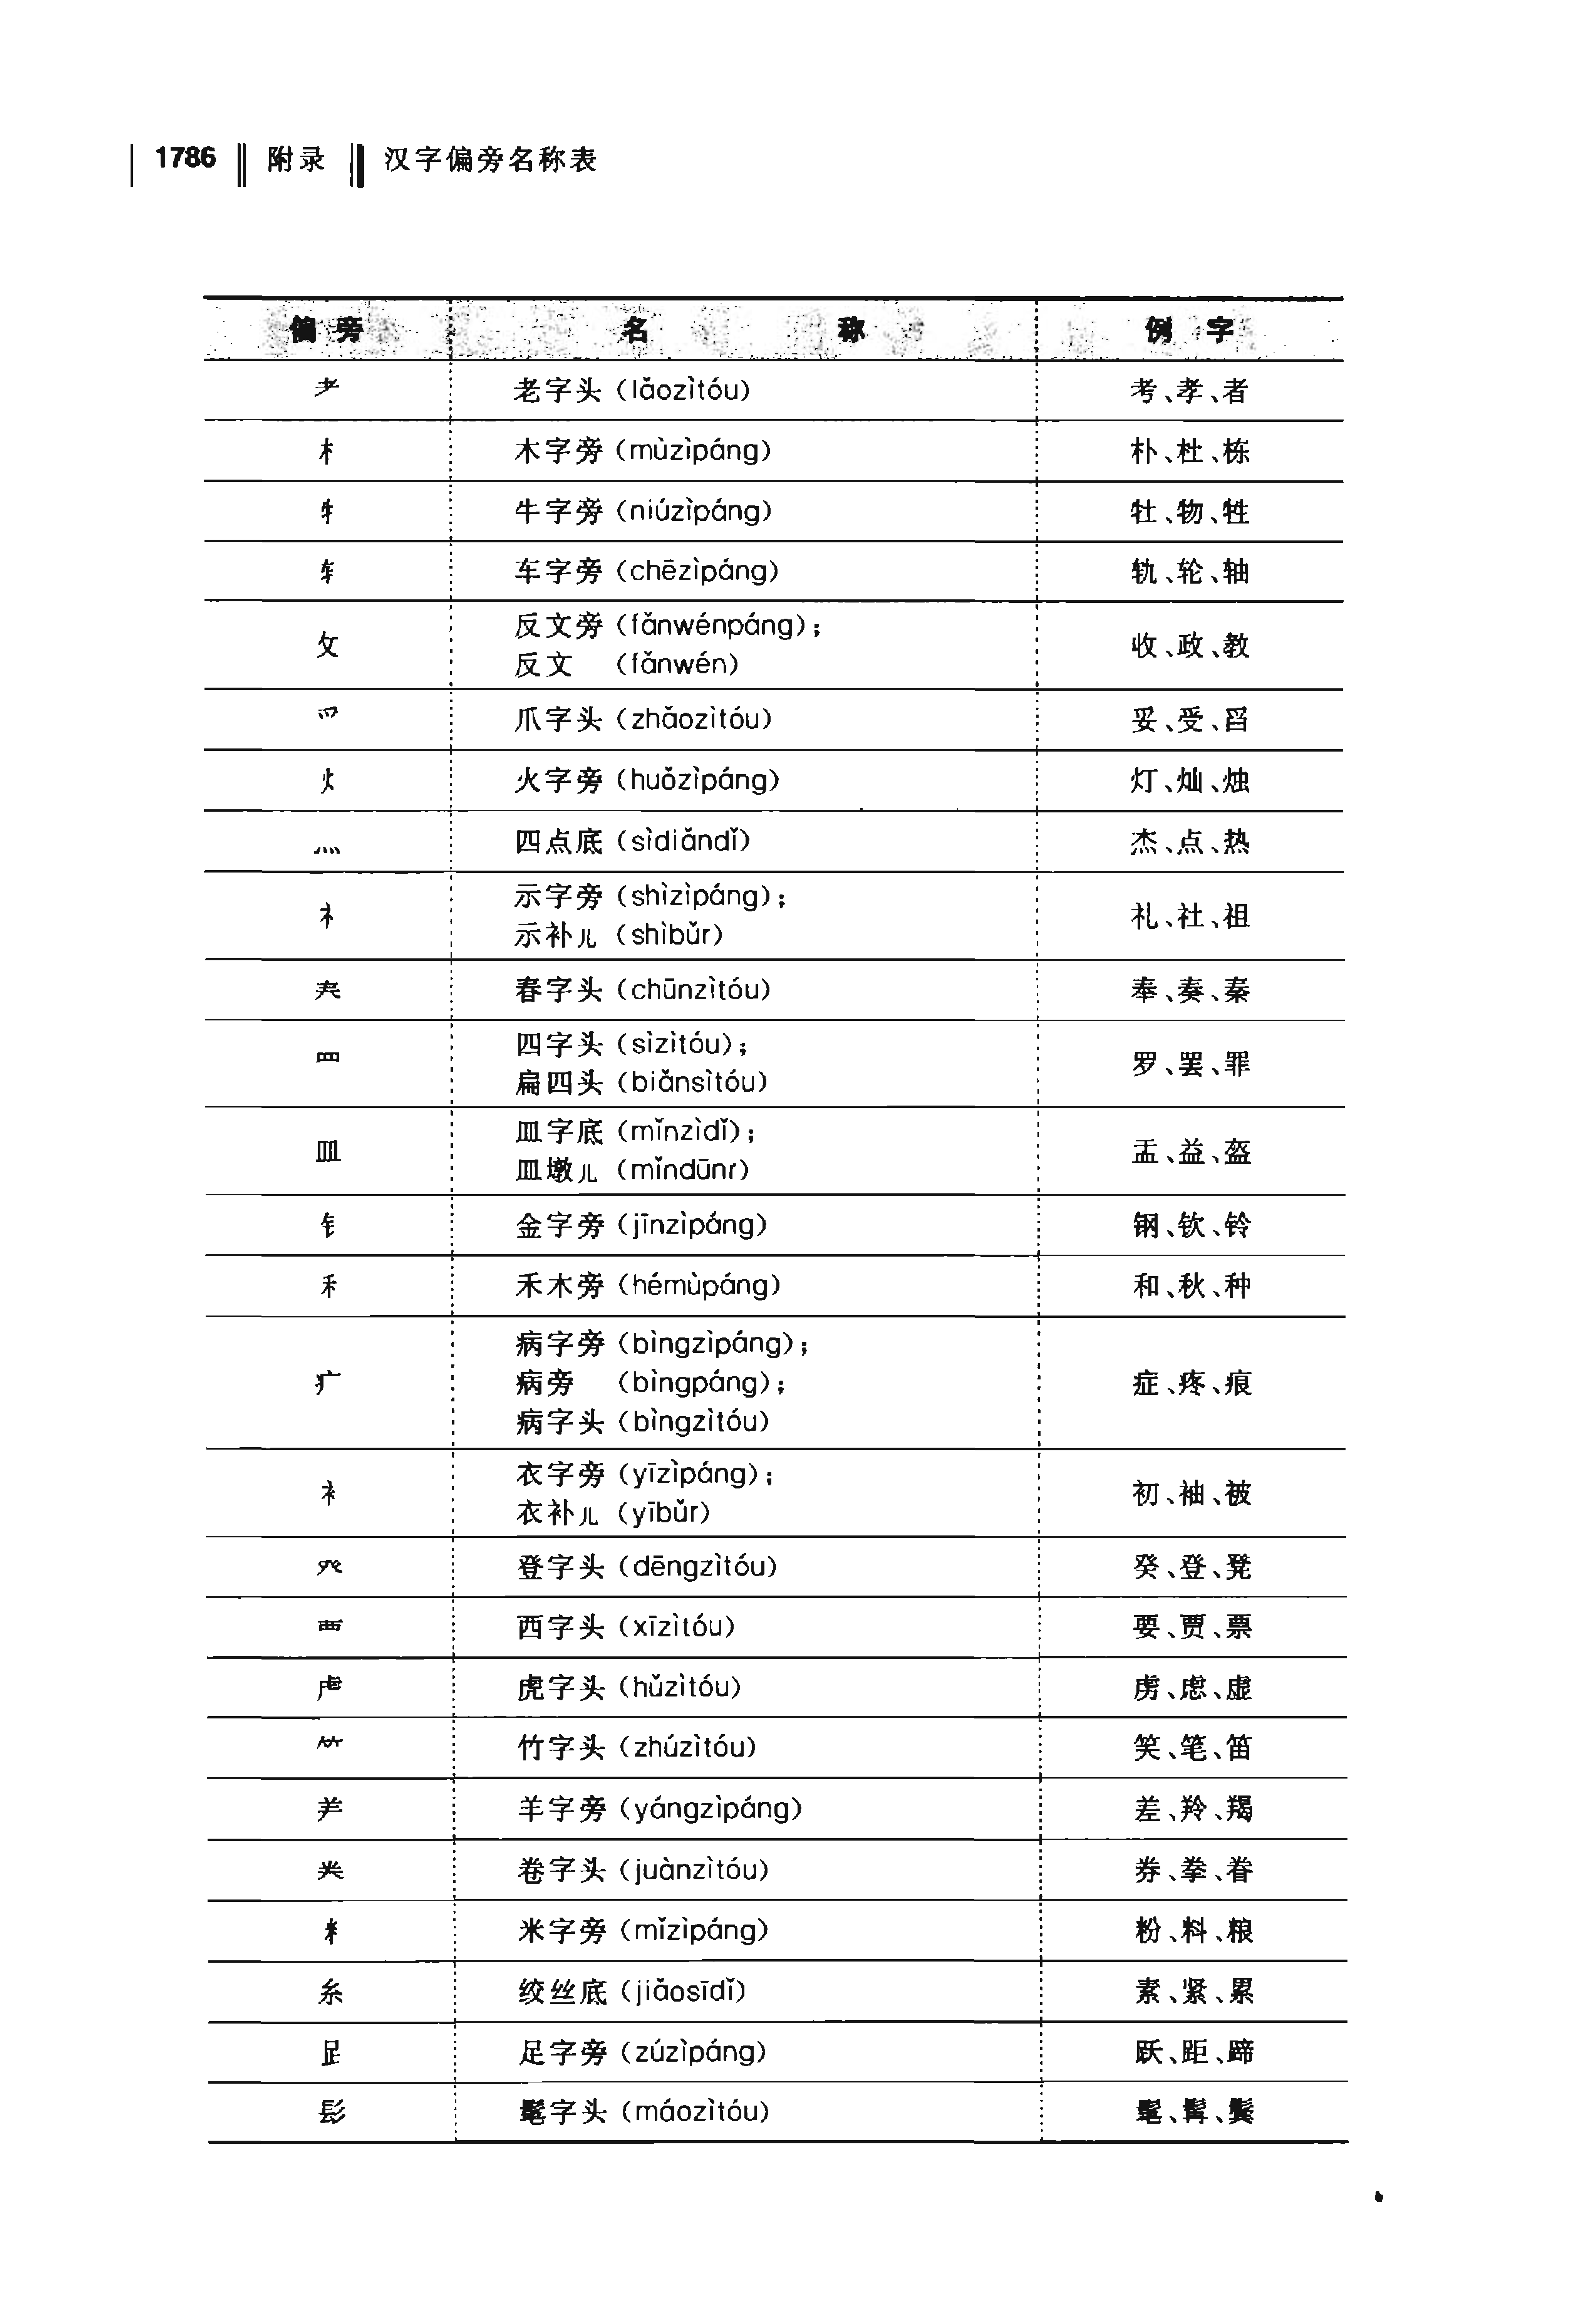 1786 附录 汉字偏旁名称表
偏旁 名称 例字
耂 老字头（lǎozìtóu） 考、孝、者
木 木字旁（mùzìpáng） 朴、杜、栋
牜 牛字旁（niúzìpáng） 牡、物、牲
车 车字旁（chēzìpáng） 轨、轮、轴
攵 反文旁（fǎnwénpáng）； 收、政、教
反文 （fǎnwén）
爫 爪字头（zhǎozìtóu） 妥、受、舀
火 火字旁（huǒzìpáng） 灯、灿、烛
灬 四点底（sìdiǎndǐ） 杰、点、热
礻 示字旁（shìzìpáng）； 礼、社、祖
示补儿（shìbǔr）
𡗗 春字头（chūnzìtóu） 奉、奏、秦
罒 四字头（sìzìtóu）； 罗、罢、罪
扁四头（biǎnsìtóu）
皿 皿字底（mǐnzìdǐ）； 盂、益、盔
皿墩儿（mǐndūnr）
钅 金字旁（jīnzìpáng） 钢、钦、铃
禾 禾木旁（hémùpáng） 和、秋、种
疒 病字旁（bìngzìpáng）； 症、疼、痕
病旁 （bìngpáng）；
病字头（bìngzìtóu）
衤 衣字旁（yīzìpáng）； 初、袖、被
衣补儿（yībǔr）
癶 登字头（dēngzìtóu） 癸、登、凳
覀 西字头（xīzìtóu） 要、贾、票
虍 虎字头（hǔzìtóu） 虏、虑、虚
⺮ 竹字头（zhúzìtóu） 笑、笔、笛
⺶ 羊字旁（yángzìpáng） 差、羚、羯
龹 卷字头（juànzìtóu） 券、拳、眷
米 米字旁（mǐzìpáng） 粉、料、粮
糸 绞丝底（jiǎosīdǐ） 素、紧、累
𧾷 足字旁（zúzìpáng） 跃、距、蹄
髟 髦字头（máozìtóu） 髦、髯、鬓